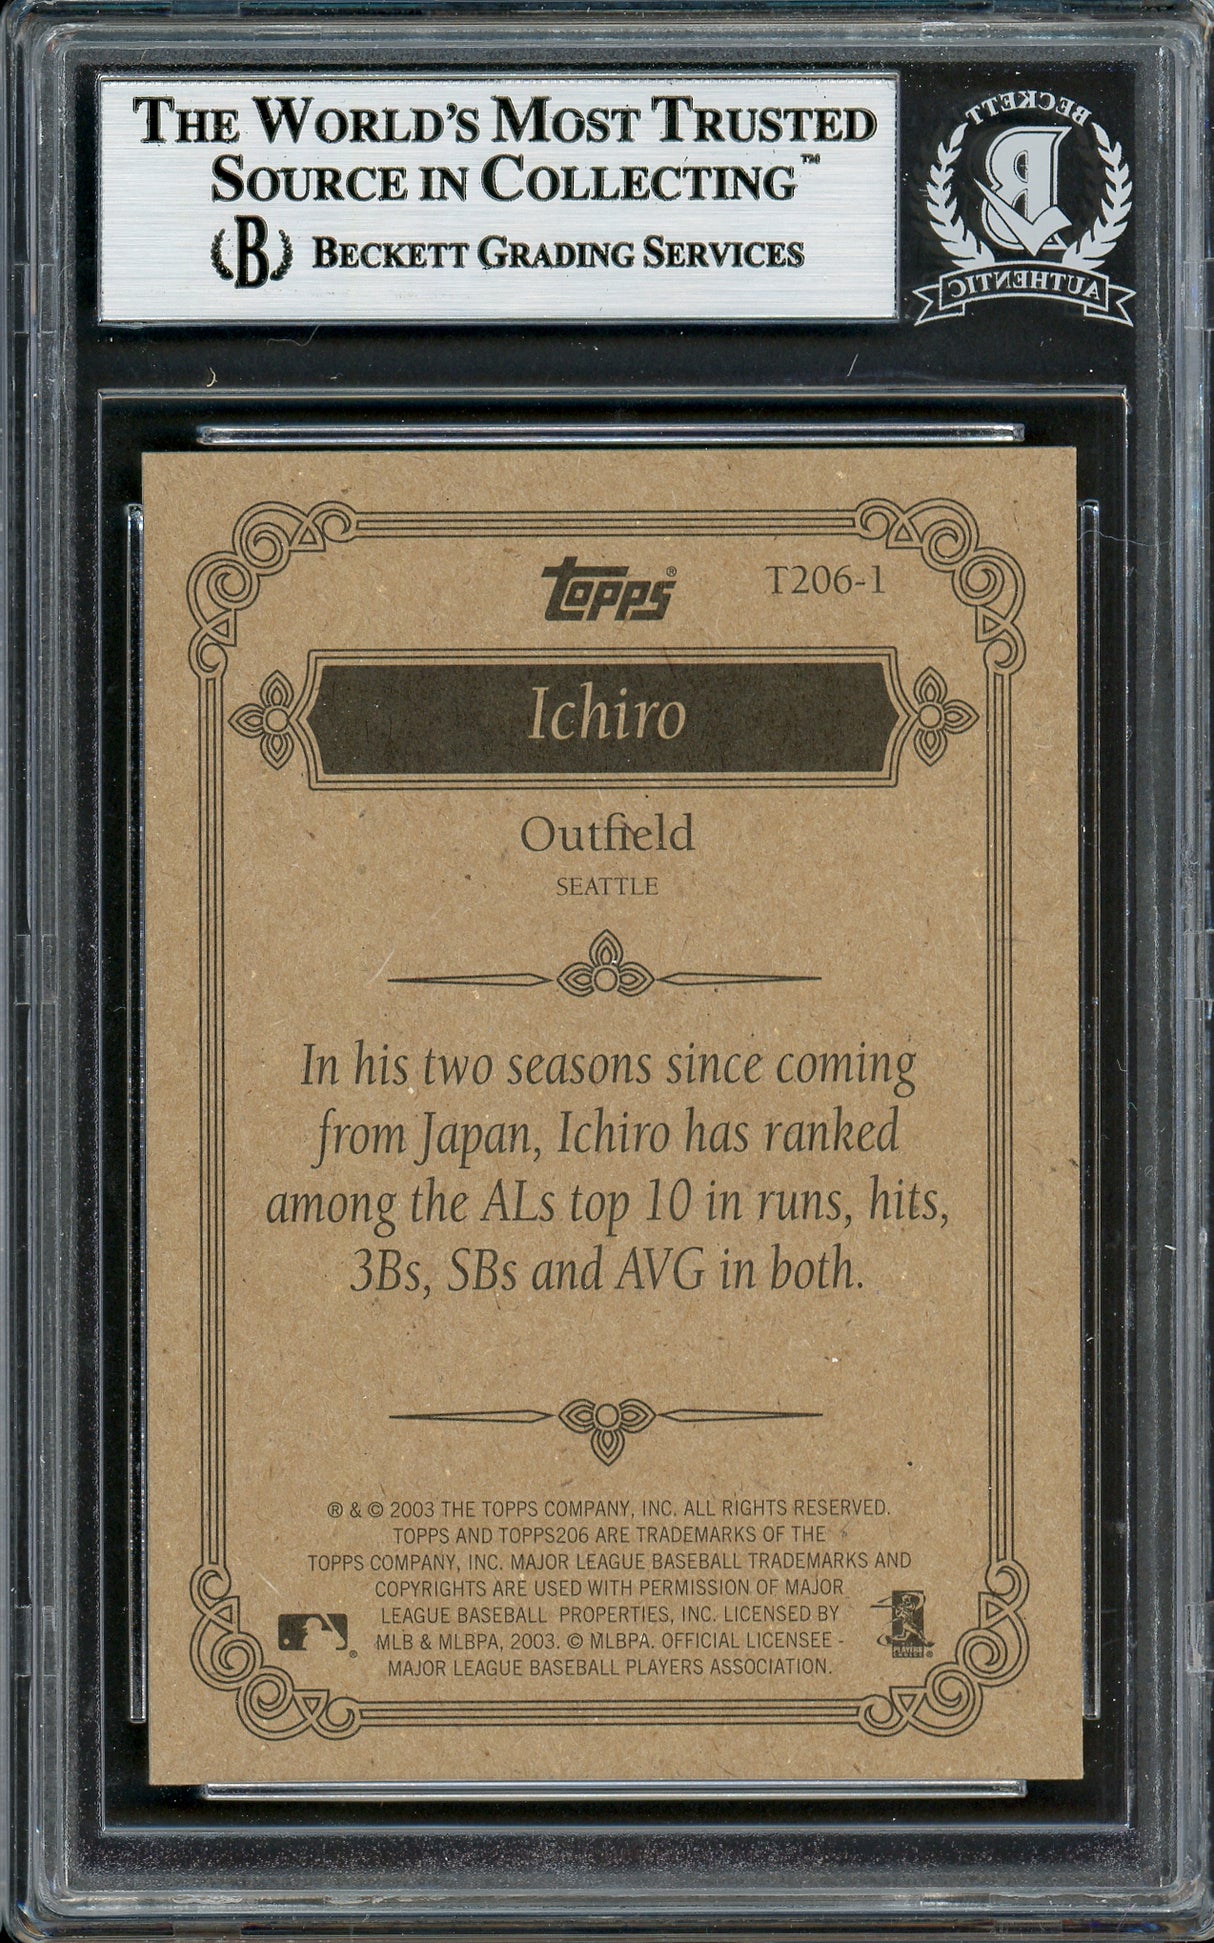 THE WORLD'S MOST TRUSTED
SOURCE IN COLLECTING™
B BECKETT GRADING SERVICES
BECKETT
B
AUTHENTIC
topps® T206-1
Ichiro
Outfield
SEATTLE
In his two seasons since coming
from Japan, Ichiro has ranked
among the ALs top 10 in runs, hits,
3Bs, SBs and AVG in both.
® & © 2003 THE TOPPS COMPANY, INC. ALL RIGHTS RESERVED.
TOPPS AND TOPPS206 ARE TRADEMARKS OF THE
TOPPS COMPANY, INC. MAJOR LEAGUE BASEBALL TRADEMARKS AND
COPYRIGHTS ARE USED WITH PERMISSION OF MAJOR
LEAGUE BASEBALL PROPERTIES, INC. LICENSED BY
MLB & MLBPA, 2003. © MLBPA. OFFICIAL LICENSEE -
MAJOR LEAGUE BASEBALL PLAYERS ASSOCIATION.
PLAYERS
CHOICE